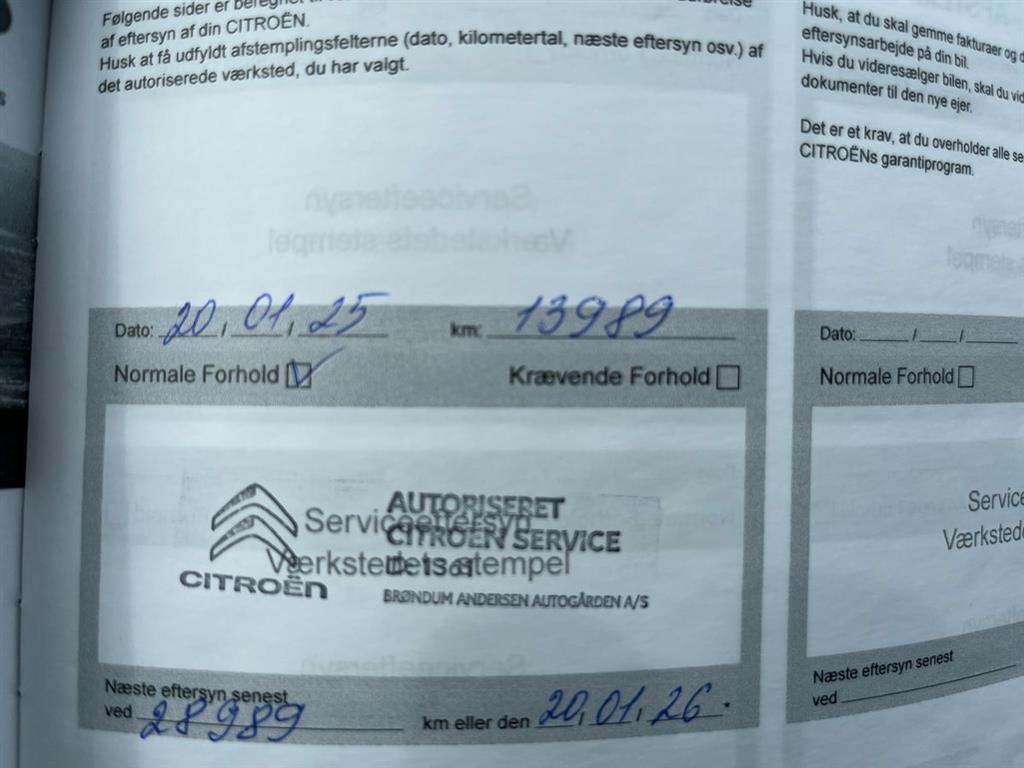 Følgende sider er beregnet til
af eftersyn af din CITROËN.
Husk at få udfyldt afstemplingsfelterne (dato, kilometertal, næste eftersyn osv.) af
det autoriserede værksted, du har valgt.
Dato: 20 / 01 / 25 km: 13989
Normale Forhold Krævende Forhold
Serviceeftersyn
Værkstedets stempel
CITROËN
AUTORISERET
CITROËN SERVICE
BRØNDUM ANDERSEN AUTOGÅRDEN A/S
Næste eftersyn senest
ved 28989 km eller den 20, 01, 26 .
Husk, at du skal gemme fakturaer og
eftersynsarbejde på din bil.
Hvis du videresælger bilen, skal du
dokumenter til den nye ejer.
Det er et krav, at du overholder alle
CITROËNs garantiprogram.
Dato: / /
Normale Forhold
Næste eftersyn senest
ved